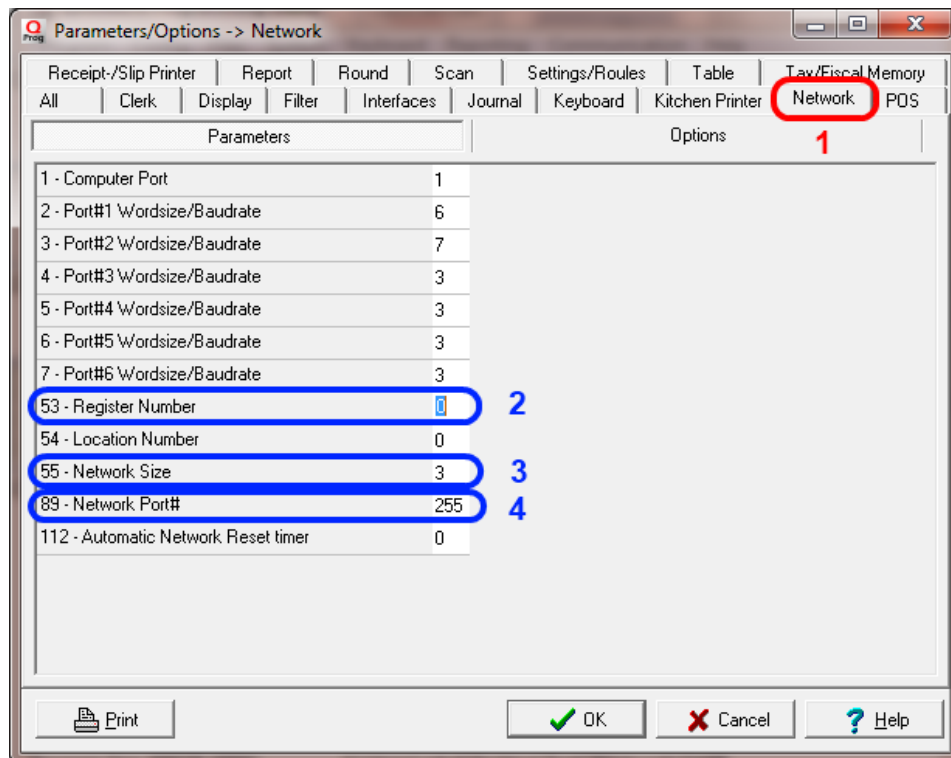 Q Prog Parameters/Options -> Network
Receipt-/Slip Printer Report Round Scan Settings/Roules Table Tax/Fiscal Memory
All Clerk Display Filter Interfaces Journal Keyboard Kitchen Printer Network POS
Parameters Options 1
1 - Computer Port 1
2 - Port#1 Wordsize/Baudrate 6
3 - Port#2 Wordsize/Baudrate 7
4 - Port#3 Wordsize/Baudrate 3
5 - Port#4 Wordsize/Baudrate 3
6 - Port#5 Wordsize/Baudrate 3
7 - Port#6 Wordsize/Baudrate 3
53 - Register Number 0 2
54 - Location Number 0
55 - Network Size 3 3
89 - Network Port# 255 4
112 - Automatic Network Reset timer 0
Print OK Cancel Help